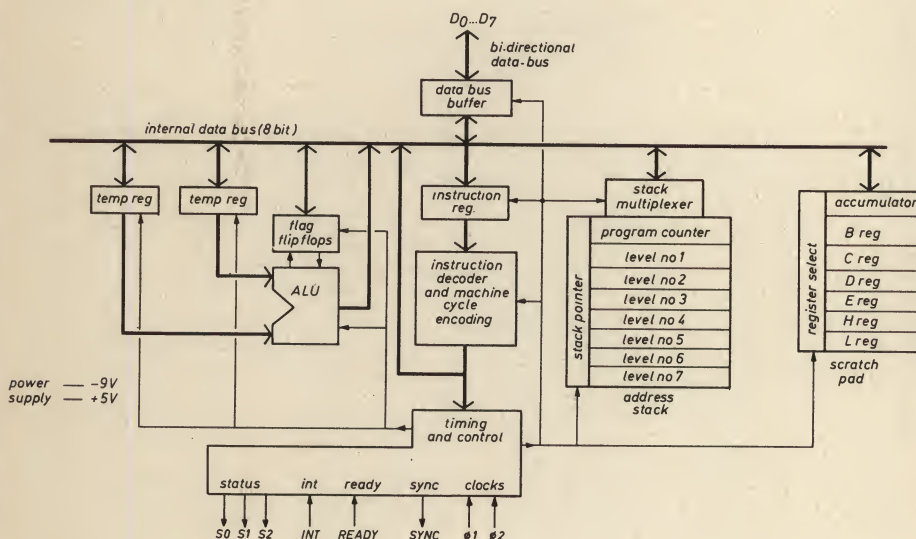 D0...D7
bi-directional
data-bus
data bus
buffer
internal data bus (8 bit)
temp reg
temp reg
flag
flip flops
ALU
instruction
reg.
instruction
decoder
and machine
cycle
encoding
stack
multiplexer
stack pointer
program counter
level no 1
level no 2
level no 3
level no 4
level no 5
level no 6
level no 7
address
stack
register select
accumulator
B reg
C reg
D reg
E reg
H reg
L reg
scratch
pad
power — -9V
supply — +5V
timing
and control
status int ready sync clocks
S0 S1 S2 INT READY SYNC ø1 ø2